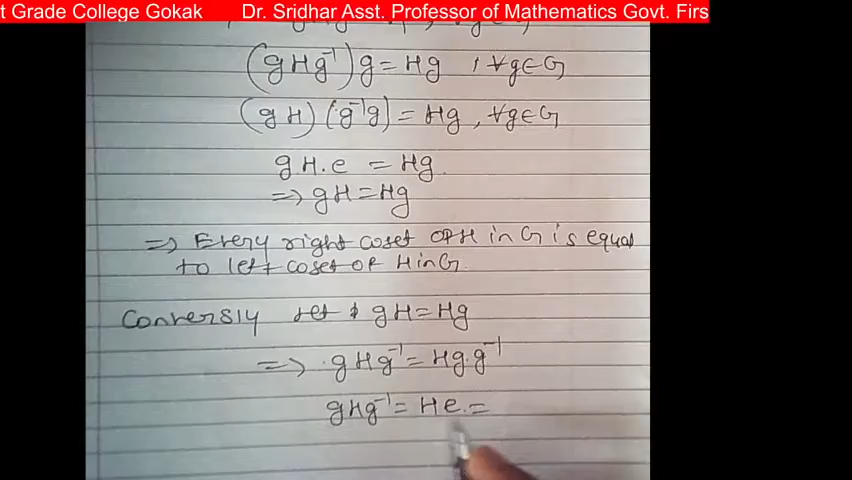 t Grade College Gokak Dr. Sridhar Asst. Professor of Mathematics Govt. Firs
(gHg⁻¹)g = Hg , ∀g∈G
(gH)(g⁻¹g) = Hg , ∀g∈G
gH.e = Hg
⇒ gH = Hg
⇒ Every right coset of H in G is equal
to left coset of H in G.
Conversly let gH = Hg
⇒ gHg⁻¹ = Hg.g⁻¹
gHg⁻¹ = He. =